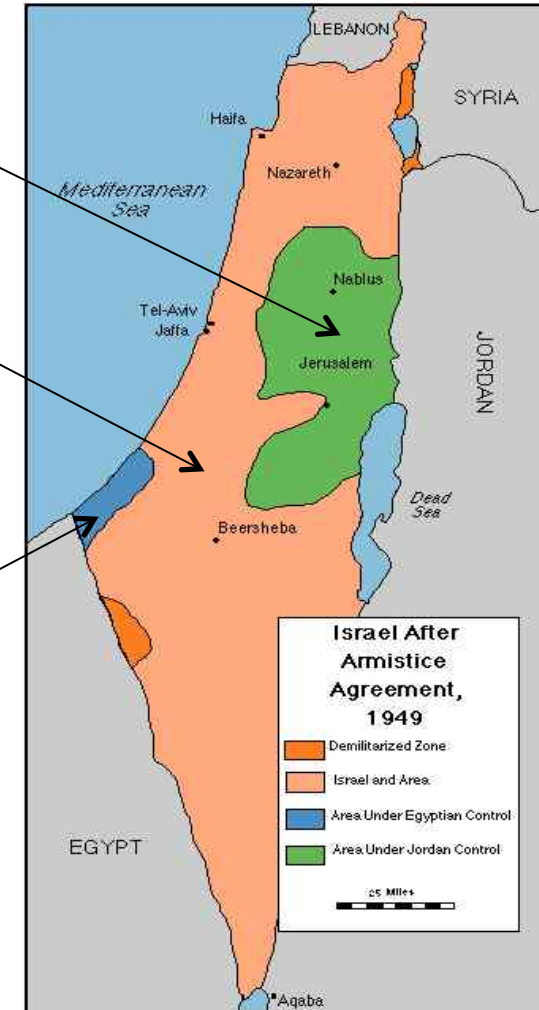 LEBANON
SYRIA
Haifa
Nazareth
Mediterranean
Sea
Nablus
Tel-Aviv
Jaffa
Jerusalem
JORDAN
Dead
Sea
Beersheba
Israel After
Armistice
Agreement,
1949
Demilitarized Zone
Israel and Area
Area Under Egyptian Control
Area Under Jordan Control
25 Miles
EGYPT
Aqaba